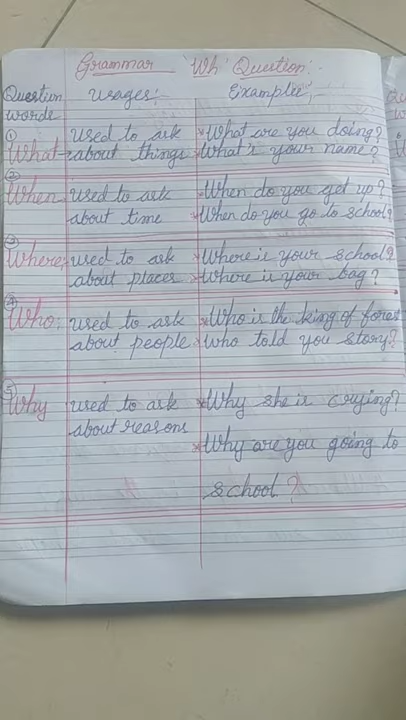 Grammar 'Wh' Question:-
Question words
Usages:-
Example:-
① What used to ask about things
*What are you doing?
*What's your name?
② When used to ask about time
*When do you get up?
*When do you go to school?
③ Where: used to ask about places
*Where is your school?
*Where is your bag?
④ Who: used to ask about people
*Who is the king of forest
*who told you story?
⑤ Why used to ask about reasons
*Why she is crying?
*Why are you going to
school?